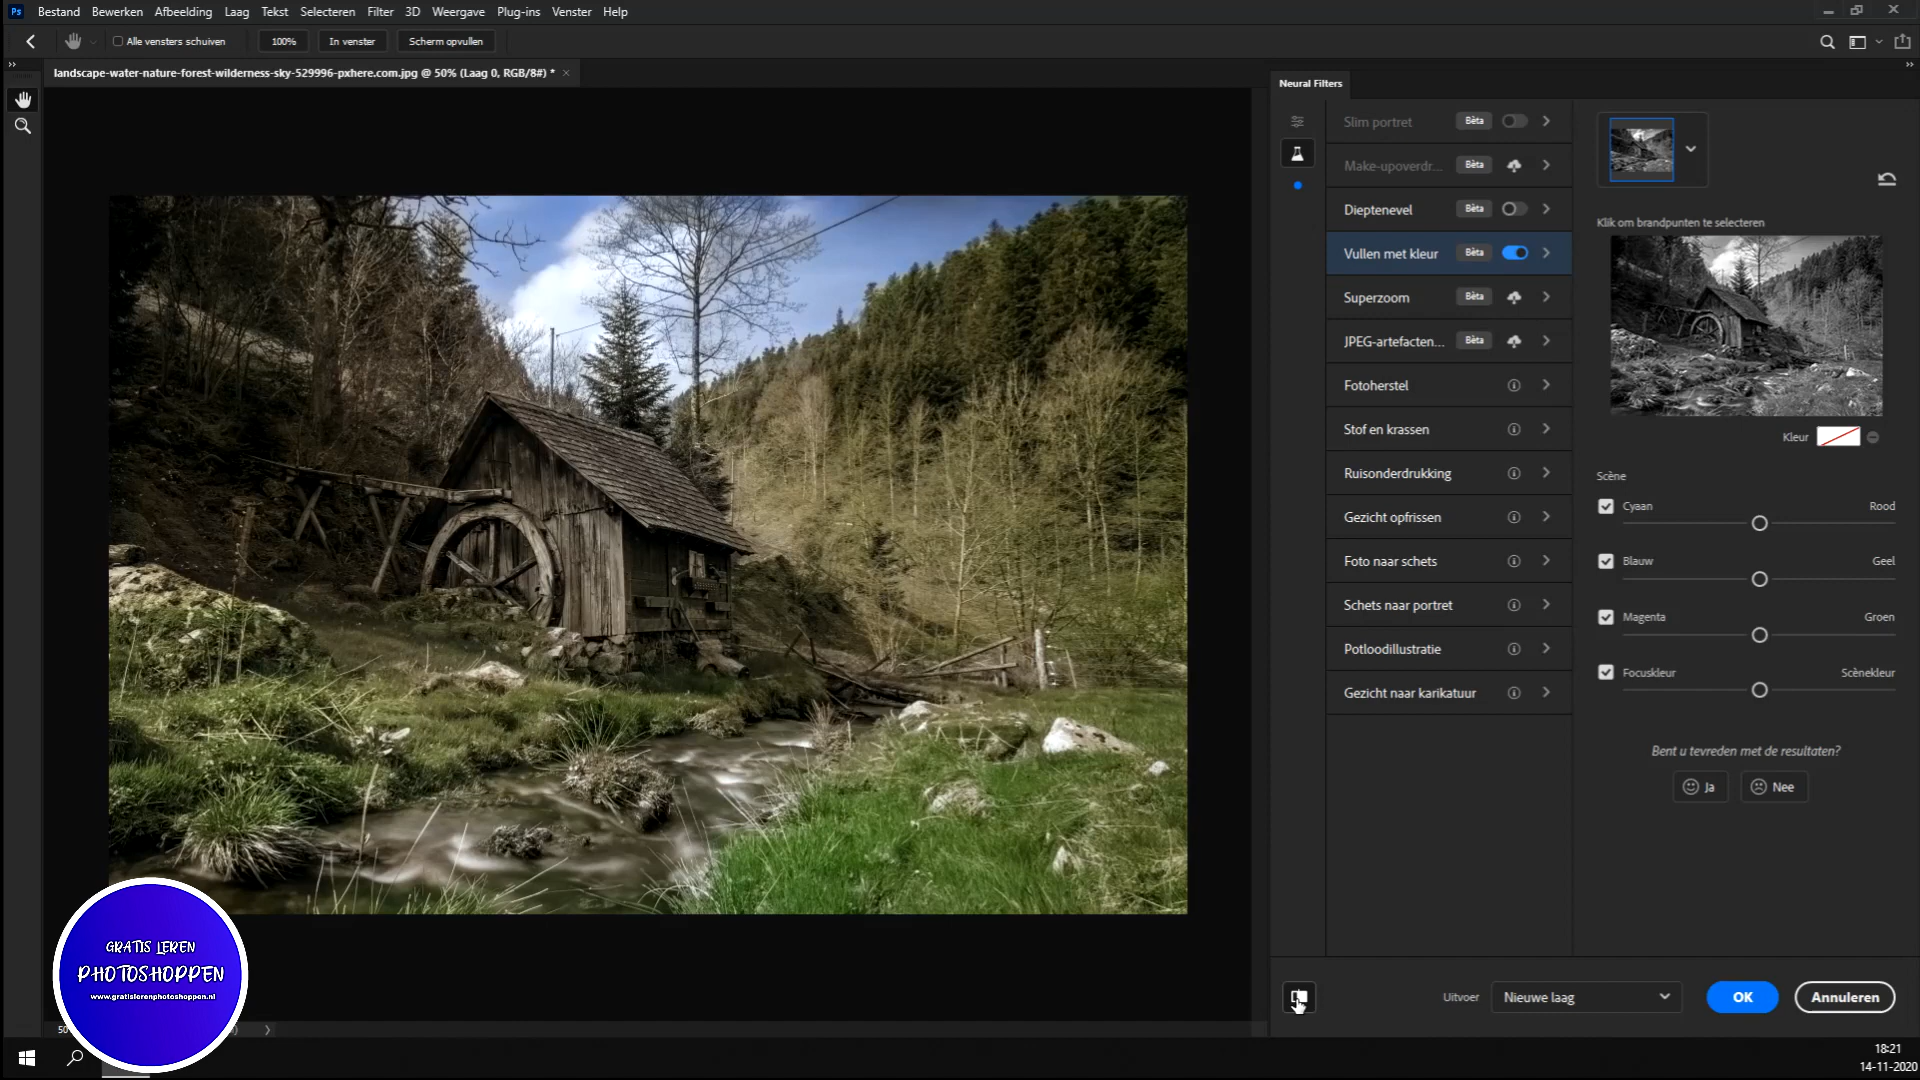 Ps Bestand Bewerken Afbeelding Laag Tekst Selecteren Filter 3D Weergave Plug-ins Venster Help
Alle vensters schuiven 100% In venster Scherm opvullen
landscape-water-nature-forest-wilderness-sky-529996-pxhere.com.jpg @ 50% (Laag 0, RGB/8#) *
Neural Filters
Slim portret Bèta
Make-upoverdr... Bèta
Dieptenevel Bèta
Vullen met kleur Bèta
Superzoom Bèta
JPEG-artefacten... Bèta
Fotoherstel
Stof en krassen
Ruisonderdrukking
Gezicht opfrissen
Foto naar schets
Schets naar portret
Potloodillustratie
Gezicht naar karikatuur
Klik om brandpunten te selecteren
Kleur
Scène
Cyaan Rood
Blauw Geel
Magenta Groen
Focuskleur Scènekleur
Bent u tevreden met de resultaten?
Ja Nee
Uitvoer Nieuwe laag OK Annuleren
GRATIS LEREN
PHOTOSHOPPEN
www.gratislerenphotoshoppen.nl
18:21
14-11-2020